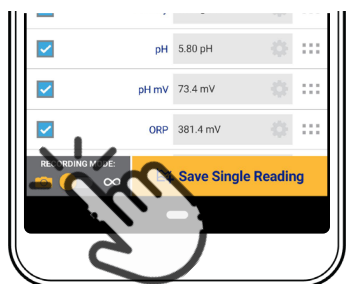 pH 5.80 pH
pH mV 73.4 mV
ORP 381.4 mV
RECORDING MODE:
Save Single Reading